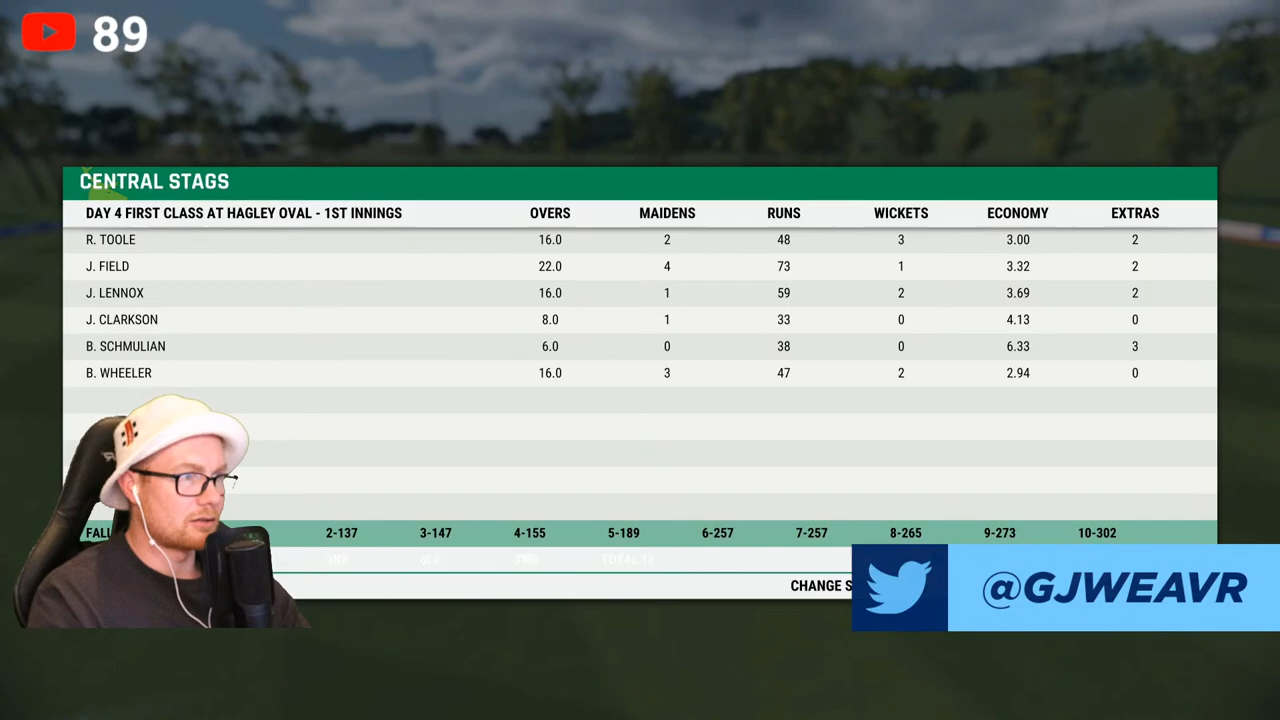 89
CENTRAL STAGS
DAY 4 FIRST CLASS AT HAGLEY OVAL - 1ST INNINGS OVERS MAIDENS RUNS WICKETS ECONOMY EXTRAS
R. TOOLE 16.0 2 48 3 3.00 2
J. FIELD 22.0 4 73 1 3.32 2
J. LENNOX 16.0 1 59 2 3.69 2
J. CLARKSON 8.0 1 33 0 4.13 0
B. SCHMULIAN 6.0 0 38 0 6.33 3
B. WHEELER 16.0 3 47 2 2.94 0
FALL 2-137 3-147 4-155 5-189 6-257 7-257 8-265 9-273 10-302
CHANGE S
@GJWEAVR